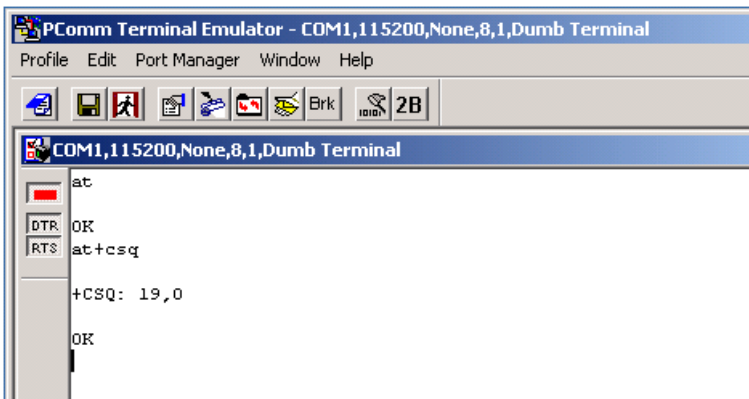 PComm Terminal Emulator - COM1,115200,None,8,1,Dumb Terminal
Profile Edit Port Manager Window Help
Brk 2B
COM1,115200,None,8,1,Dumb Terminal
at
DTR OK
RTS at+csq
+CSQ: 19,0
OK